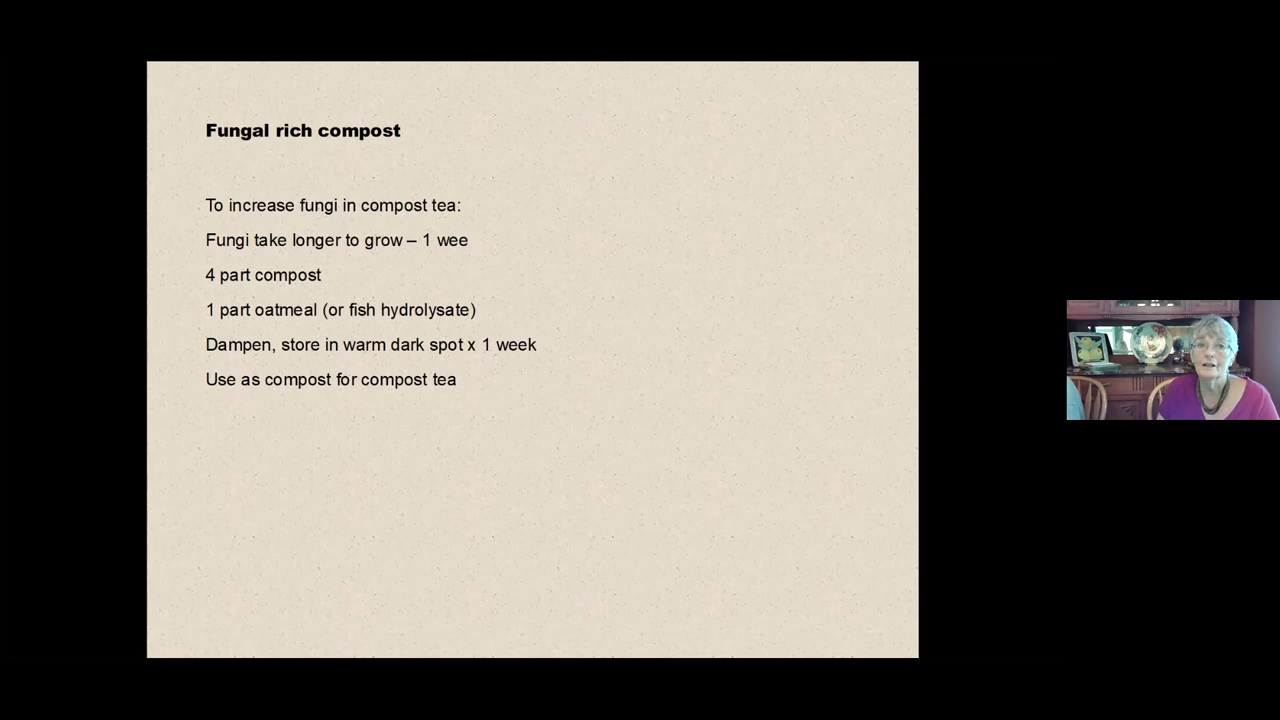 Fungal rich compost
To increase fungi in compost tea:
Fungi take longer to grow – 1 wee
4 part compost
1 part oatmeal (or fish hydrolysate)
Dampen, store in warm dark spot x 1 week
Use as compost for compost tea